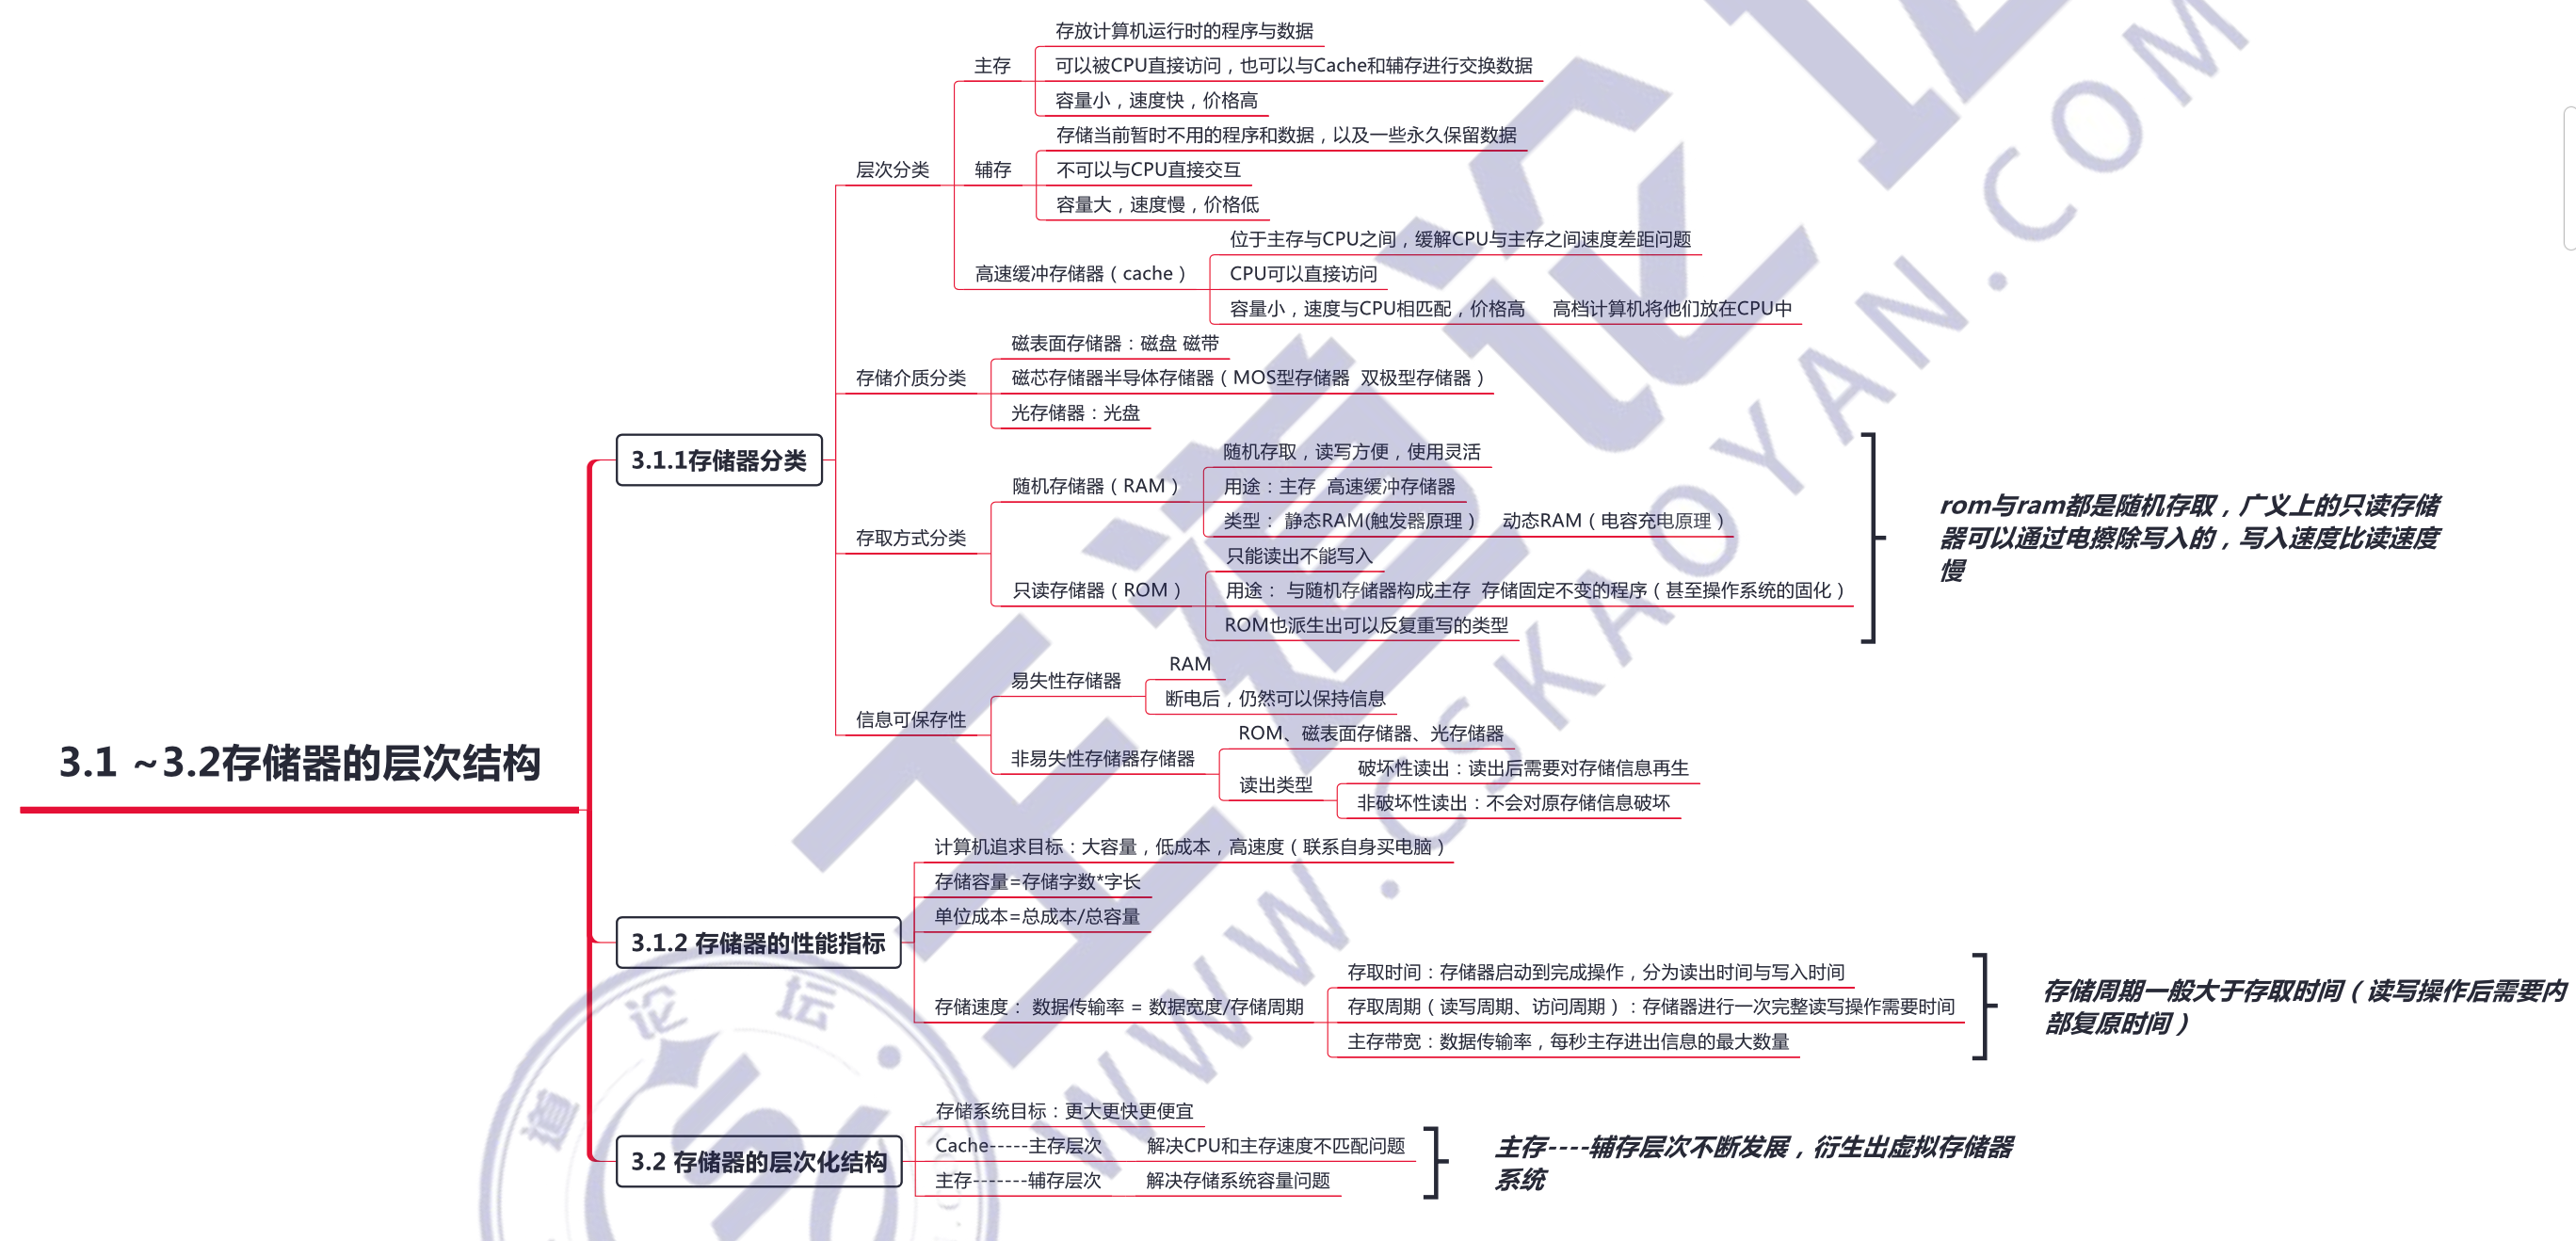 3.1 ~3.2存储器的层次结构
3.1.1存储器分类
层次分类
主存
存放计算机运行时的程序与数据
可以被CPU直接访问，也可以与Cache和辅存进行交换数据
容量小，速度快，价格高
辅存
存储当前暂时不用的程序和数据，以及一些永久保留数据
不可以与CPU直接交互
容量大，速度慢，价格低
高速缓冲存储器（cache）
位于主存与CPU之间，缓解CPU与主存之间速度差距问题
CPU可以直接访问
容量小，速度与CPU相匹配，价格高 高档计算机将他们放在CPU中
存储介质分类
磁表面存储器：磁盘 磁带
磁芯存储器半导体存储器（MOS型存储器 双极型存储器）
光存储器：光盘
存取方式分类
随机存储器（RAM）
随机存取，读写方便，使用灵活
用途：主存 高速缓冲存储器
类型： 静态RAM(触发器原理） 动态RAM（电容充电原理）
只读存储器（ROM）
只能读出不能写入
用途： 与随机存储器构成主存 存储固定不变的程序（甚至操作系统的固化）
ROM也派生出可以反复重写的类型
rom与ram都是随机存取，广义上的只读存储
器可以通过电擦除写入的，写入速度比读速度
慢
信息可保存性
易失性存储器
RAM
断电后，仍然可以保持信息
非易失性存储器存储器
ROM、磁表面存储器、光存储器
读出类型
破坏性读出：读出后需要对存储信息再生
非破坏性读出：不会对原存储信息破坏
3.1.2 存储器的性能指标
计算机追求目标：大容量，低成本，高速度（联系自身买电脑）
存储容量=存储字数*字长
单位成本=总成本/总容量
存储速度： 数据传输率 = 数据宽度/存储周期
存取时间：存储器启动到完成操作，分为读出时间与写入时间
存取周期（读写周期、访问周期）：存储器进行一次完整读写操作需要时间
主存带宽：数据传输率，每秒主存进出信息的最大数量
存储周期一般大于存取时间（读写操作后需要内
部复原时间）
3.2 存储器的层次化结构
存储系统目标：更大更快更便宜
Cache-----主存层次 解决CPU和主存速度不匹配问题
主存-------辅存层次 解决存储系统容量问题
主存----辅存层次不断发展，衍生出虚拟存储器
系统
王道论坛
WWW.CSKAOYAN.COM
道论坛